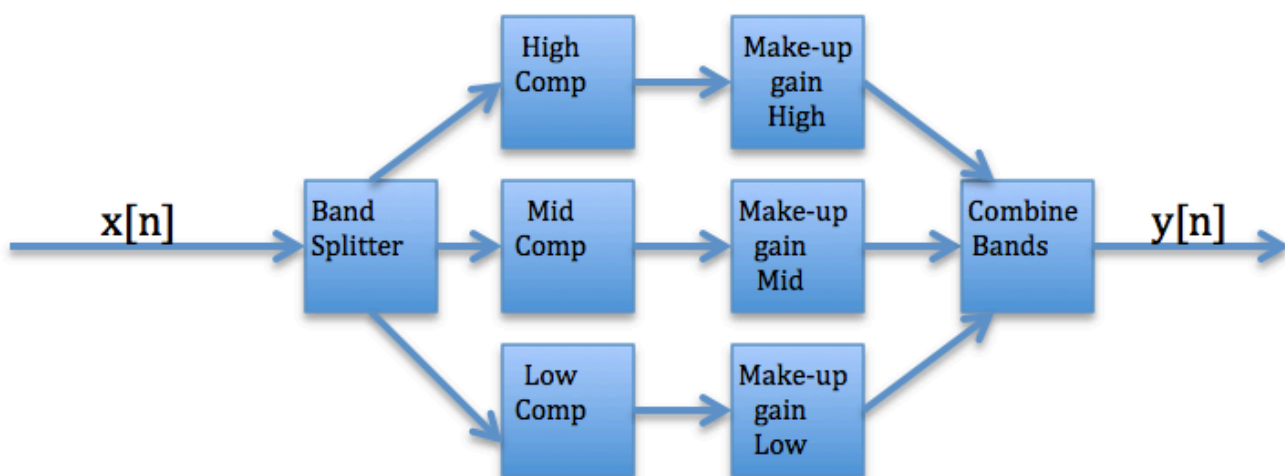 High
Comp
Make-up
gain
High
x[n]
Band
Splitter
Mid
Comp
Make-up
gain
Mid
Combine
Bands
y[n]
Low
Comp
Make-up
gain
Low